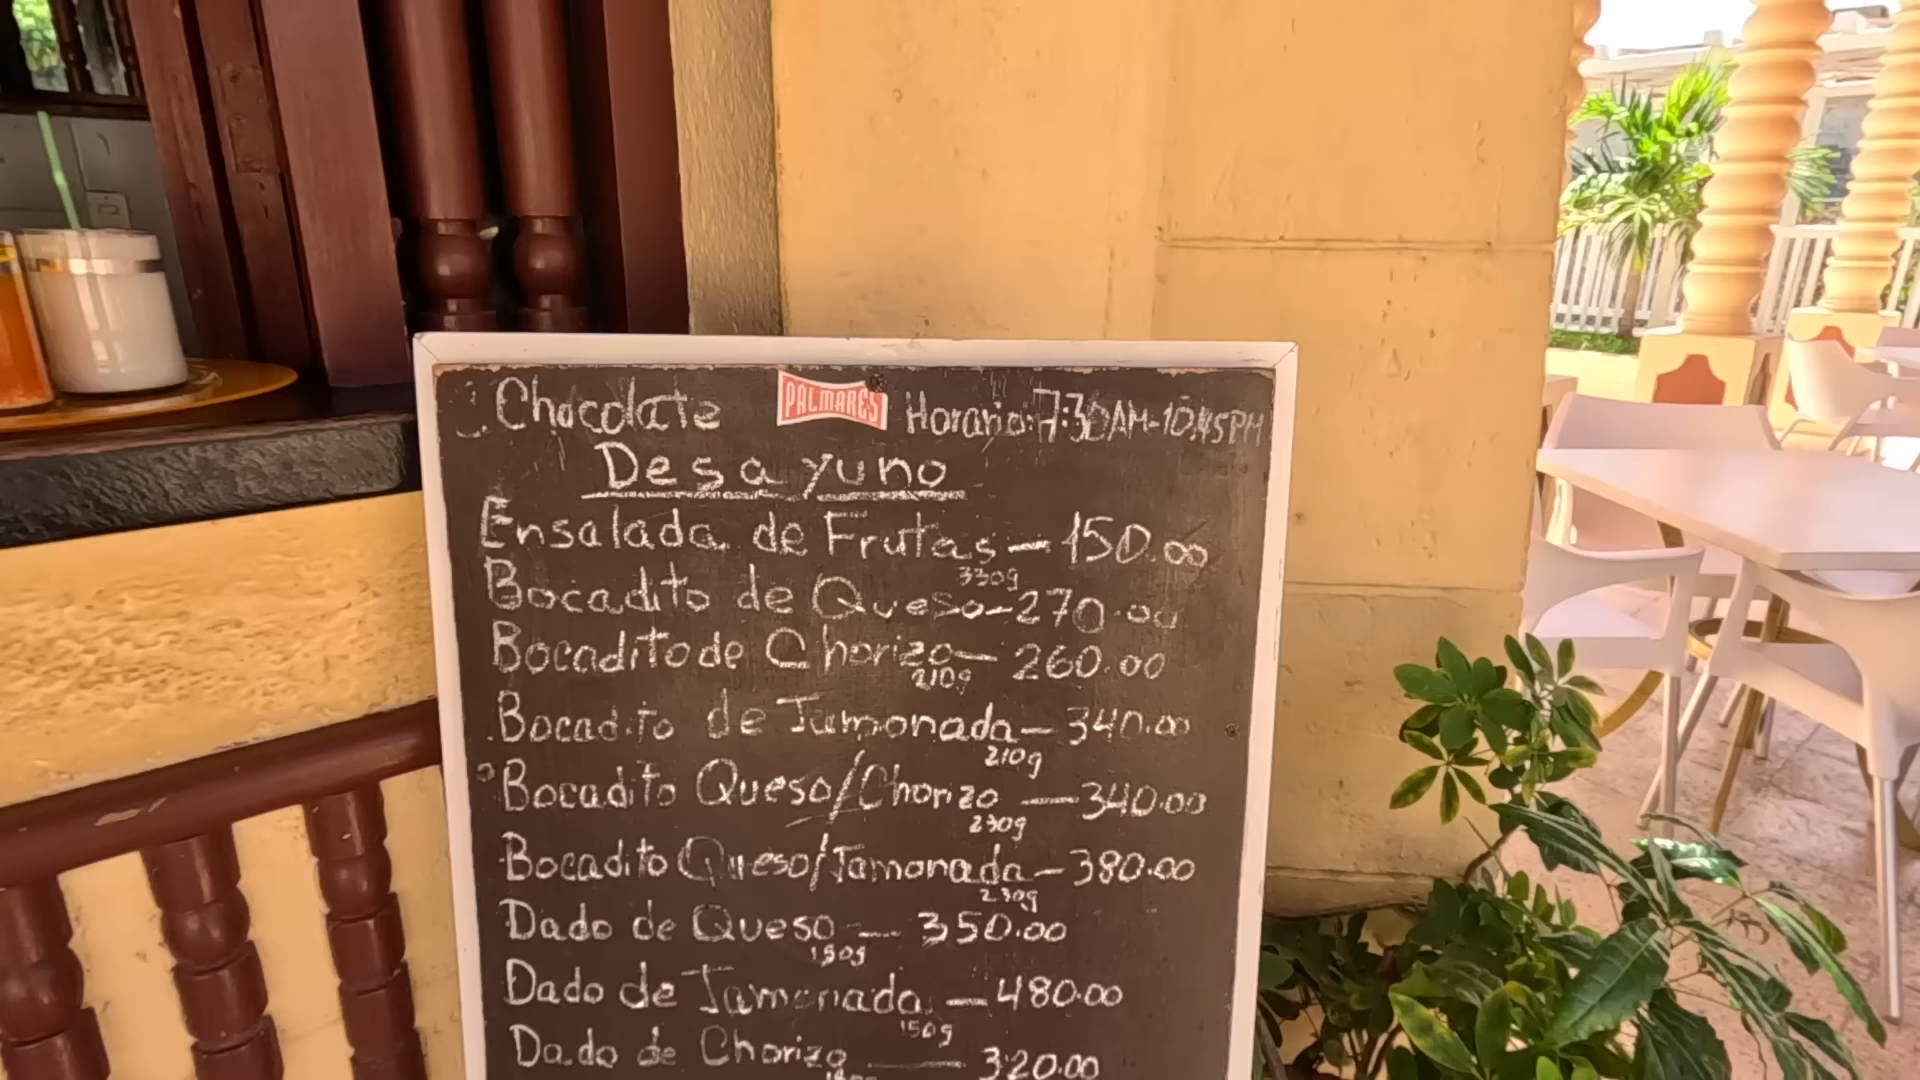 Chocolate PALMARES Horario: 7:30AM-10:45PM
Desayuno
Ensalada de Frutas — 150.00
330g
Bocadito de Queso — 270.00
Bocadito de Chorizo — 260.00
210g
Bocadito de Jamonada — 340.00
210g
Bocadito Queso/Chorizo — 340.00
230g
Bocadito Queso/Jamonada — 380.00
230g
Dado de Queso — 350.00
150g
Dado de Jamonada — 480.00
150g
Dado de Chorizo — 320.00